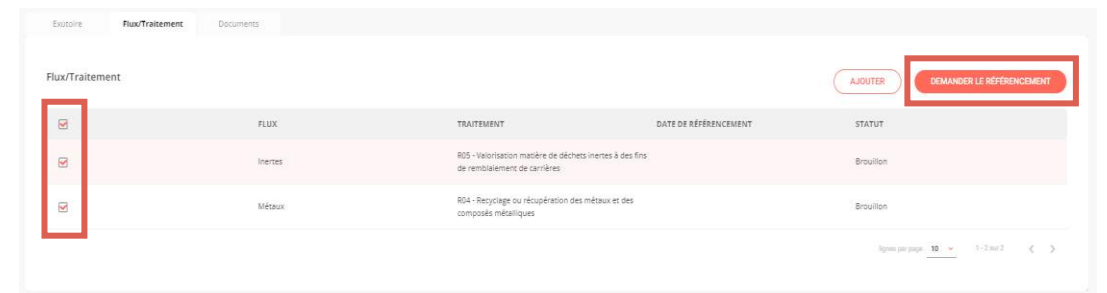 Exutoire Flux/Traitement Documents
Flux/Traitement
AJOUTER DEMANDER LE RÉFÉRENCEMENT
FLUX TRAITEMENT DATE DE RÉFÉRENCEMENT STATUT
Inertes R05 - Valorisation matière de déchets inertes à des fins de remblaiement de carrières Brouillon
Métaux R04 - Recyclage ou récupération des métaux et des composés métalliques Brouillon
lignes par page 10 1 - 2 sur 2